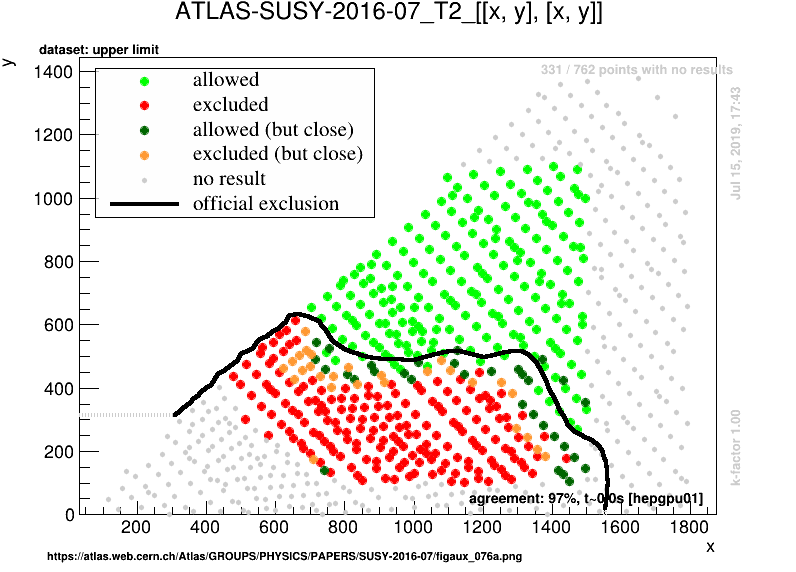 ATLAS-SUSY-2016-07_T2_[[x, y], [x, y]]
dataset: upper limit
y
331 / 762 points with no results
allowed
excluded
allowed (but close)
excluded (but close)
no result
official exclusion
1400
1200
1000
800
600
400
200
0
Jul 15, 2019, 17:43
k-factor 1.00
agreement: 97%, t~0.0s [hepgpu01]
200 400 600 800 1000 1200 1400 1600 1800
x
https://atlas.web.cern.ch/Atlas/GROUPS/PHYSICS/PAPERS/SUSY-2016-07/figaux_076a.png